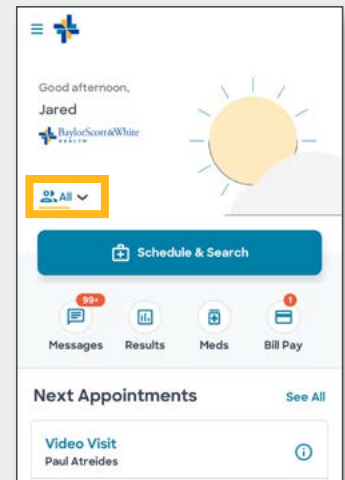 Good afternoon,
Jared
BaylorScott&White
HEALTH
All
Schedule & Search
99+
1
Messages Results Meds Bill Pay
Next Appointments See All
Video Visit
Paul Atreides